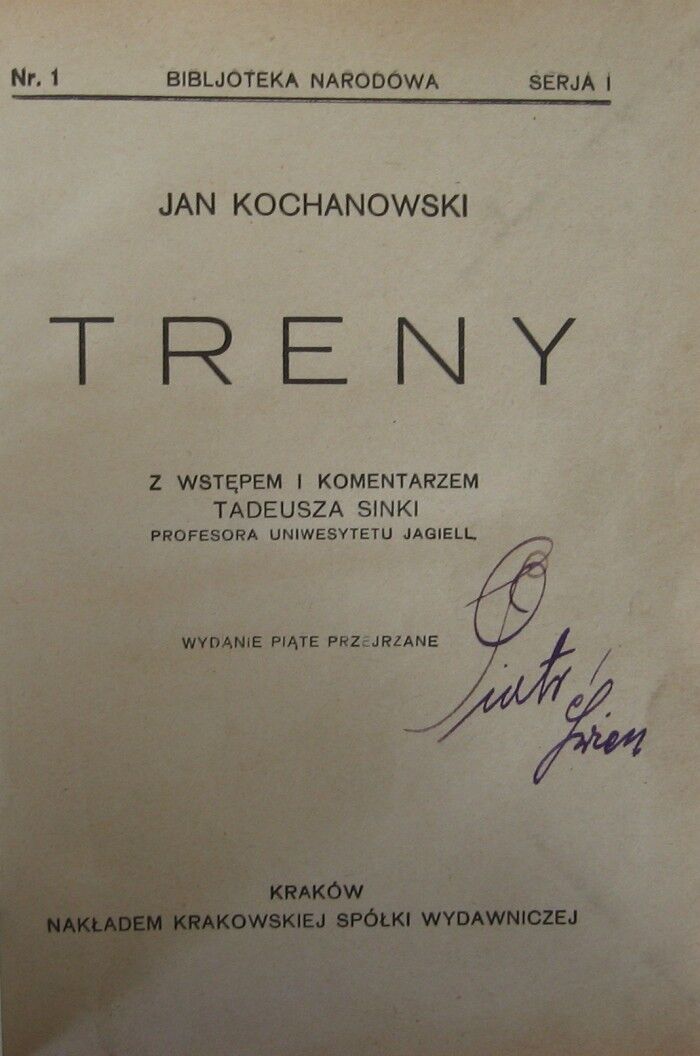 Nr. 1 BIBLJOTEKA NARODOWA SERJA I
JAN KOCHANOWSKI
TRENY
Z WSTĘPEM I KOMENTARZEM
TADEUSZA SINKI
PROFESORA UNIWESYTETU JAGIELL.
WYDANIE PIĄTE PRZEJRZANE
Piotr
KRAKÓW
NAKŁADEM KRAKOWSKIEJ SPÓŁKI WYDAWNICZEJ